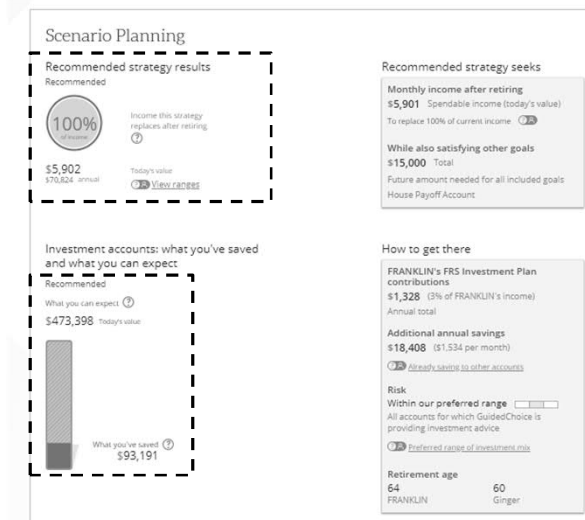 Scenario Planning
Recommended strategy results
Recommended
100%
of income
Income this strategy
replaces after retiring
?
$5,902
$70,824 annual
Today's value
View ranges
Recommended strategy seeks
Monthly income after retiring
$5,901 Spendable income (today's value)
To replace 100% of current income
While also satisfying other goals
$15,000 Total
Future amount needed for all included goals
House Payoff Account
Investment accounts: what you've saved
and what you can expect
Recommended
What you can expect ?
$473,398 Today's value
What you've saved ?
$93,191
How to get there
FRANKLIN's FRS Investment Plan
contributions
$1,328 (3% of FRANKLIN's income)
Annual total
Additional annual savings
$18,408 ($1,534 per month)
Already saving to other accounts
Risk
Within our preferred range
All accounts for which GuidedChoice is
providing investment advice
Preferred range of investment mix
Retirement age
64 60
FRANKLIN Ginger